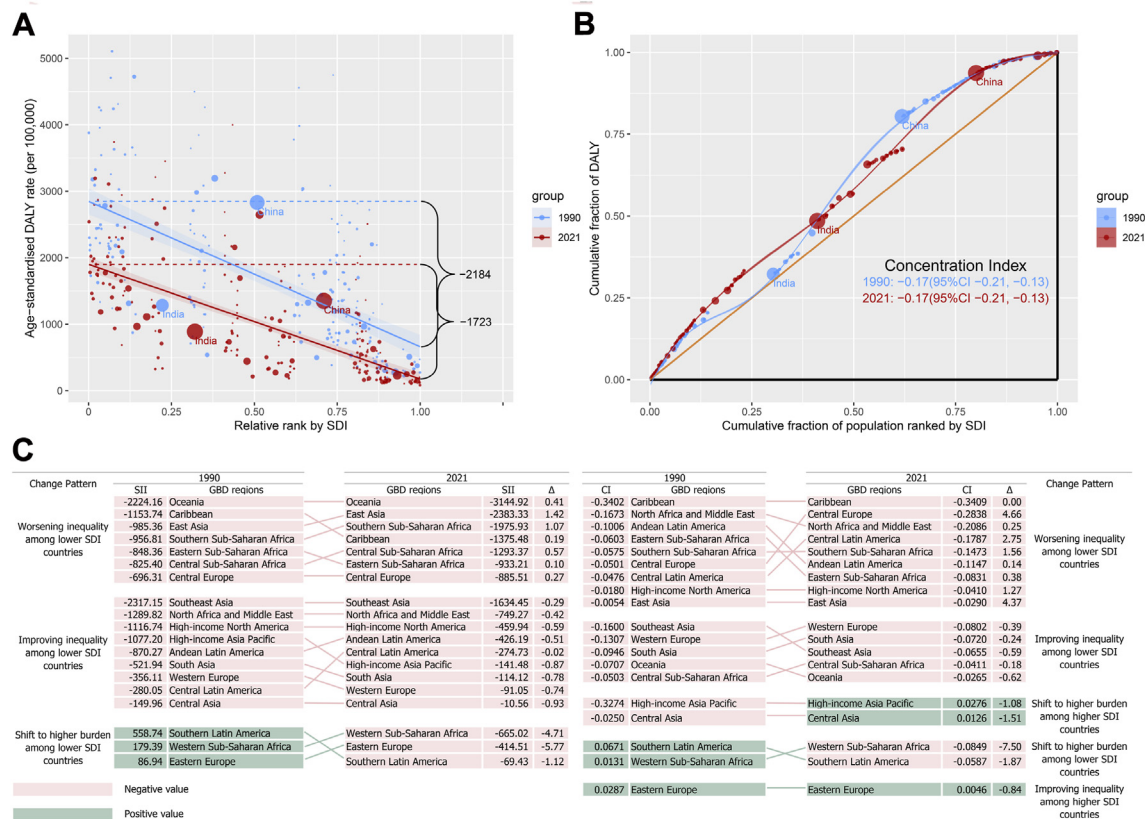 A
Age-standardised DALY rate (per 100,000)
5000
4000
3000
2000
1000
0
China
India
China
India
−2184
−1723
0
0.25
0.50
0.75
1.00
Relative rank by SDI
group
1990
2021
B
Cumulative fraction of DALY
1.00
0.75
0.50
0.25
0.00
China
China
India
India
Concentration Index
1990: −0.17(95%CI −0.21, −0.13)
2021: −0.17(95%CI −0.21, −0.13)
0.00
0.25
0.50
0.75
1.00
Cumulative fraction of population ranked by SDI
group
1990
2021
C
Change Pattern
1990
2021
SII GBD regions
GBD regions SII Δ
Worsening inequality
among lower SDI
countries
-2224.16 Oceania Oceania -3144.92 0.41
-1153.74 Caribbean East Asia -2383.33 1.42
-985.36 East Asia Southern Sub-Saharan Africa -1975.93 1.07
-956.81 Southern Sub-Saharan Africa Caribbean -1375.48 0.19
-848.36 Eastern Sub-Saharan Africa Central Sub-Saharan Africa -1293.37 0.57
-825.40 Central Sub-Saharan Africa Eastern Sub-Saharan Africa -933.21 0.10
-696.31 Central Europe Central Europe -885.51 0.27
Improving inequality
among lower SDI
countries
-2317.15 Southeast Asia Southeast Asia -1634.45 -0.29
-1289.82 North Africa and Middle East North Africa and Middle East -749.27 -0.42
-1116.74 High-income North America High-income North America -459.94 -0.59
-1077.20 High-income Asia Pacific Andean Latin America -426.19 -0.51
-870.27 Andean Latin America Central Latin America -274.73 -0.02
-521.94 South Asia High-income Asia Pacific -141.48 -0.87
-356.11 Western Europe South Asia -114.12 -0.78
-280.05 Central Latin America Western Europe -91.05 -0.74
-149.96 Central Asia Central Asia -10.56 -0.93
Shift to higher burden
among lower SDI
countries
558.74 Southern Latin America Western Sub-Saharan Africa -665.02 -4.71
179.39 Western Sub-Saharan Africa Eastern Europe -414.51 -5.77
86.94 Eastern Europe Southern Latin America -69.43 -1.12
Negative value
Positive value
1990
2021
Change Pattern
CI GBD regions
GBD regions CI Δ
-0.3402 Caribbean Caribbean -0.3409 0.00
-0.1673 North Africa and Middle East Central Europe -0.2838 4.66
-0.1006 Andean Latin America North Africa and Middle East -0.2086 0.25
-0.0603 Eastern Sub-Saharan Africa Central Latin America -0.1787 2.75
-0.0575 Southern Sub-Saharan Africa Southern Sub-Saharan Africa -0.1473 1.56
-0.0501 Central Europe Andean Latin America -0.1147 0.14
-0.0476 Central Latin America Eastern Sub-Saharan Africa -0.0831 0.38
-0.0180 High-income North America High-income North America -0.0410 1.27
-0.0054 East Asia East Asia -0.0290 4.37
Worsening inequality
among lower SDI
countries
-0.1600 Southeast Asia Western Europe -0.0802 -0.39
-0.1307 Western Europe South Asia -0.0720 -0.24
-0.0946 South Asia Southeast Asia -0.0655 -0.59
-0.0707 Oceania Central Sub-Saharan Africa -0.0411 -0.18
-0.0503 Central Sub-Saharan Africa Oceania -0.0265 -0.62
Improving inequality
among lower SDI
countries
-0.3274 High-income Asia Pacific High-income Asia Pacific 0.0276 -1.08
-0.0250 Central Asia Central Asia 0.0126 -1.51
Shift to higher burden
among higher SDI
countries
0.0671 Southern Latin America Western Sub-Saharan Africa -0.0849 -7.50
0.0131 Western Sub-Saharan Africa Southern Latin America -0.0587 -1.87
Shift to higher burden
among lower SDI
countries
0.0287 Eastern Europe Eastern Europe 0.0046 -0.84
Improving inequality
among higher SDI
countries